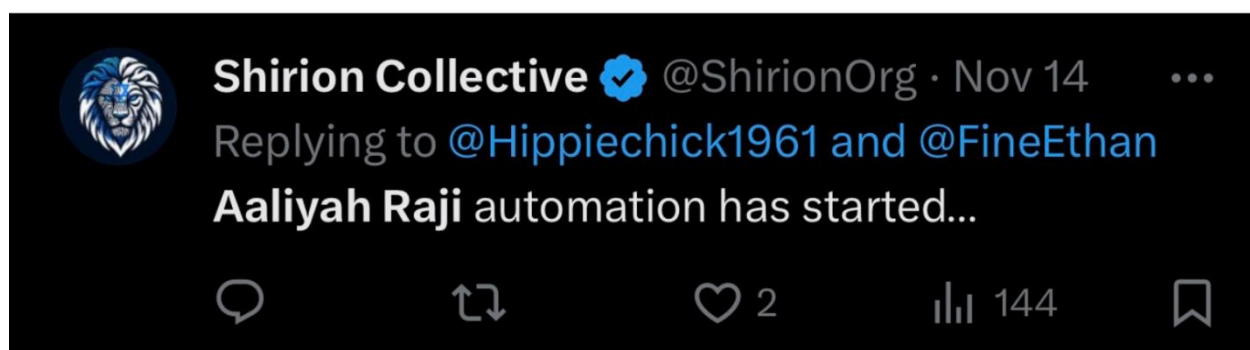 Shirion Collective @ShirionOrg · Nov 14
Replying to @Hippiechick1961 and @FineEthan
Aaliyah Raji automation has started...
2 144